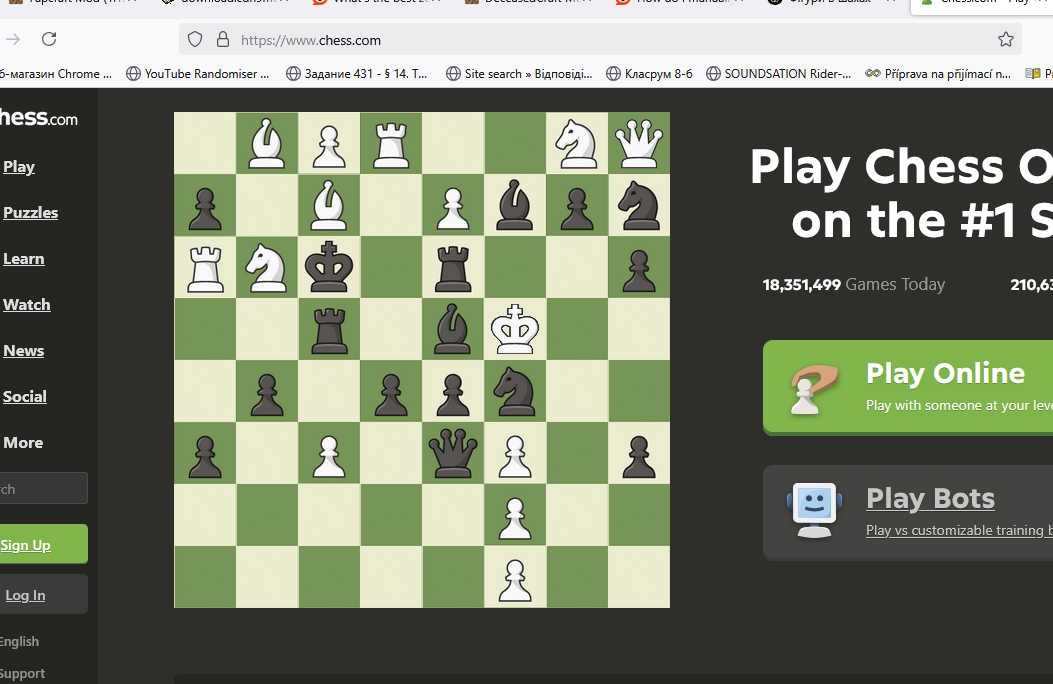 https://www.chess.com
б-магазин Chrome ... YouTube Randomiser ... Задание 431 - § 14. Т... Site search » Відповіді... Класрум 8-6 SOUNDSATION Rider-... Příprava na přijímací n...
hess.com
Play
Puzzles
Learn
Watch
News
Social
More
rch
Sign Up
Log In
English
Support
Play Chess O
on the #1 S
18,351,499 Games Today 210,63
Play Online
Play with someone at your leve
Play Bots
Play vs customizable training b